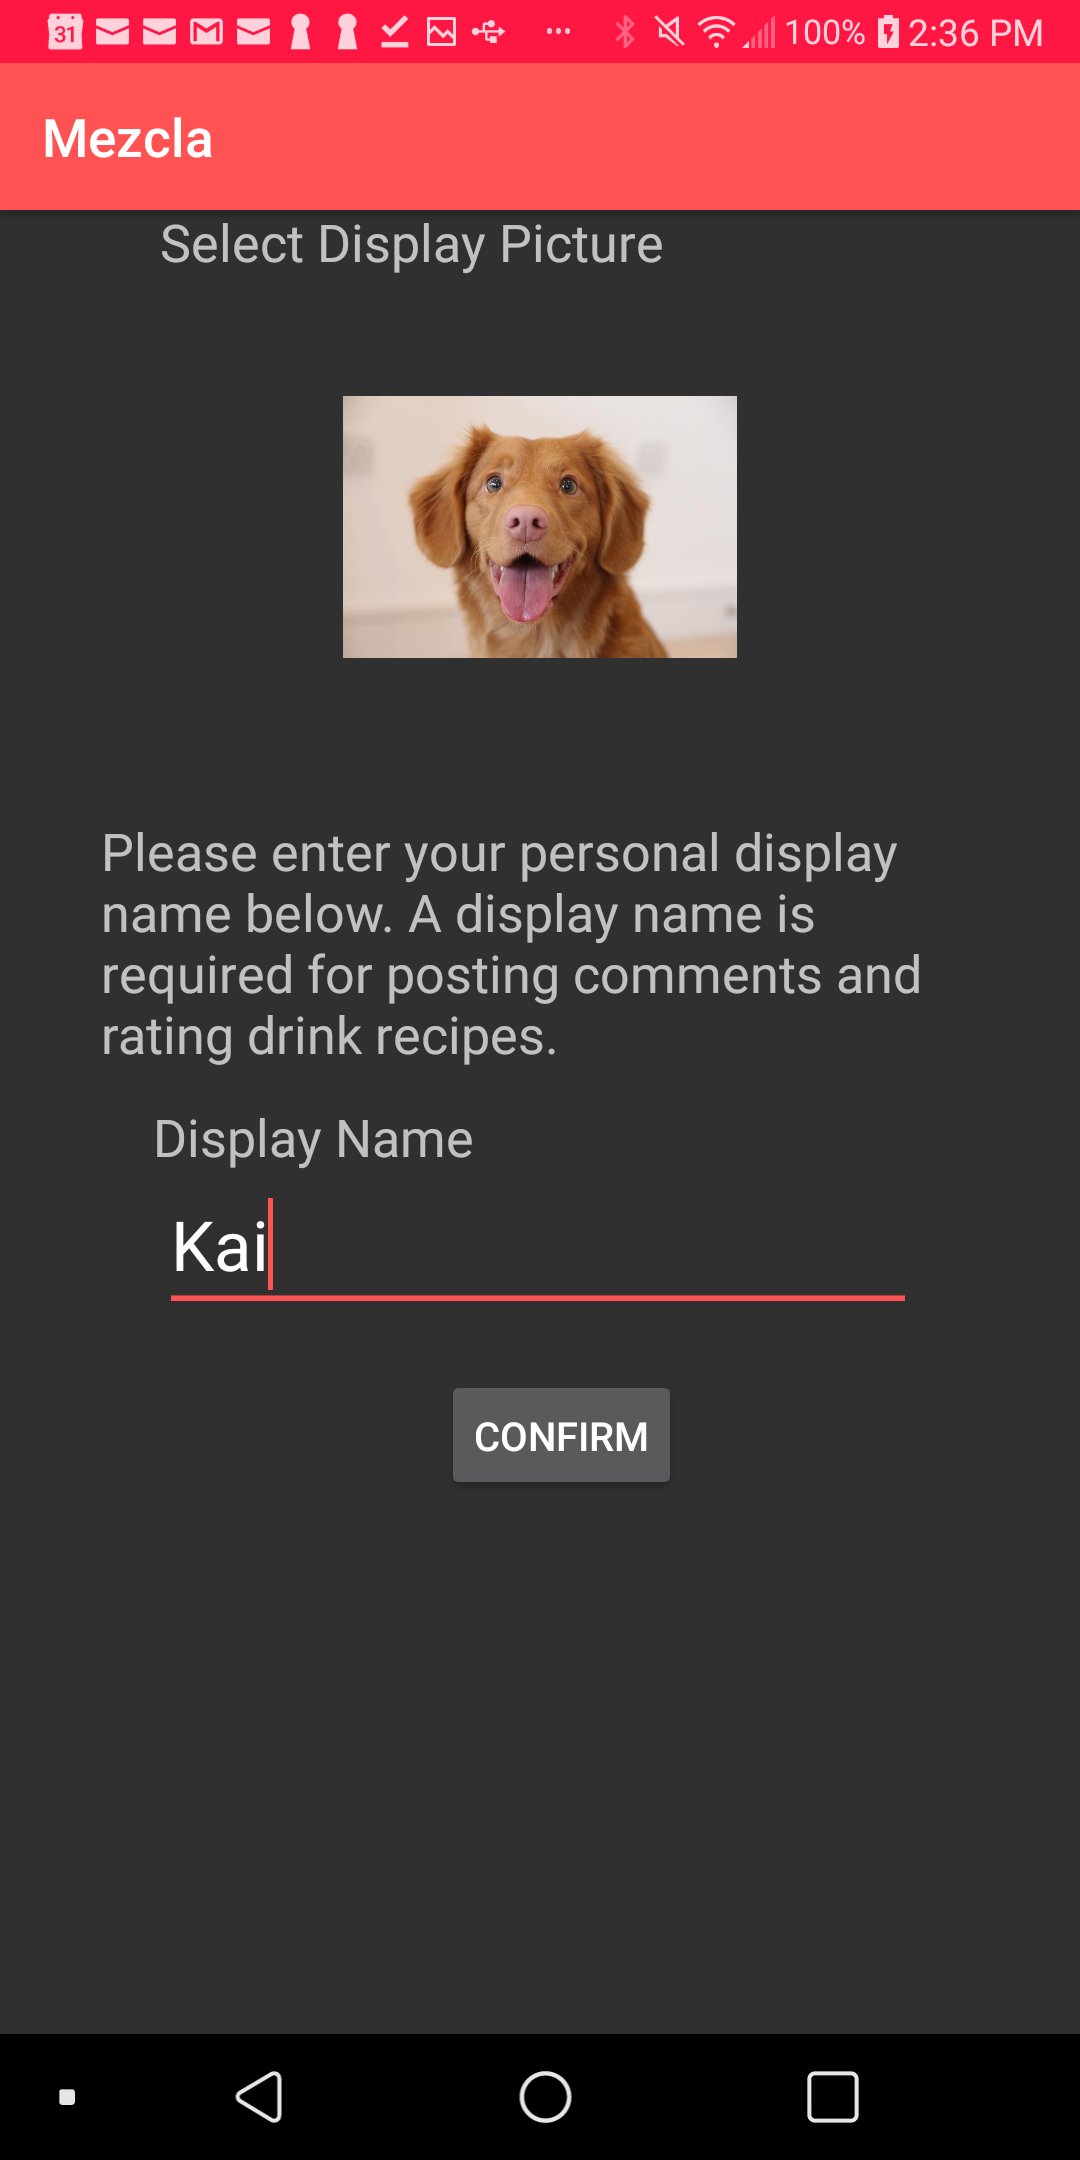 31 100% 2:36 PM
Mezcla
Select Display Picture
Please enter your personal display
name below. A display name is
required for posting comments and
rating drink recipes.
Display Name
Kai
CONFIRM